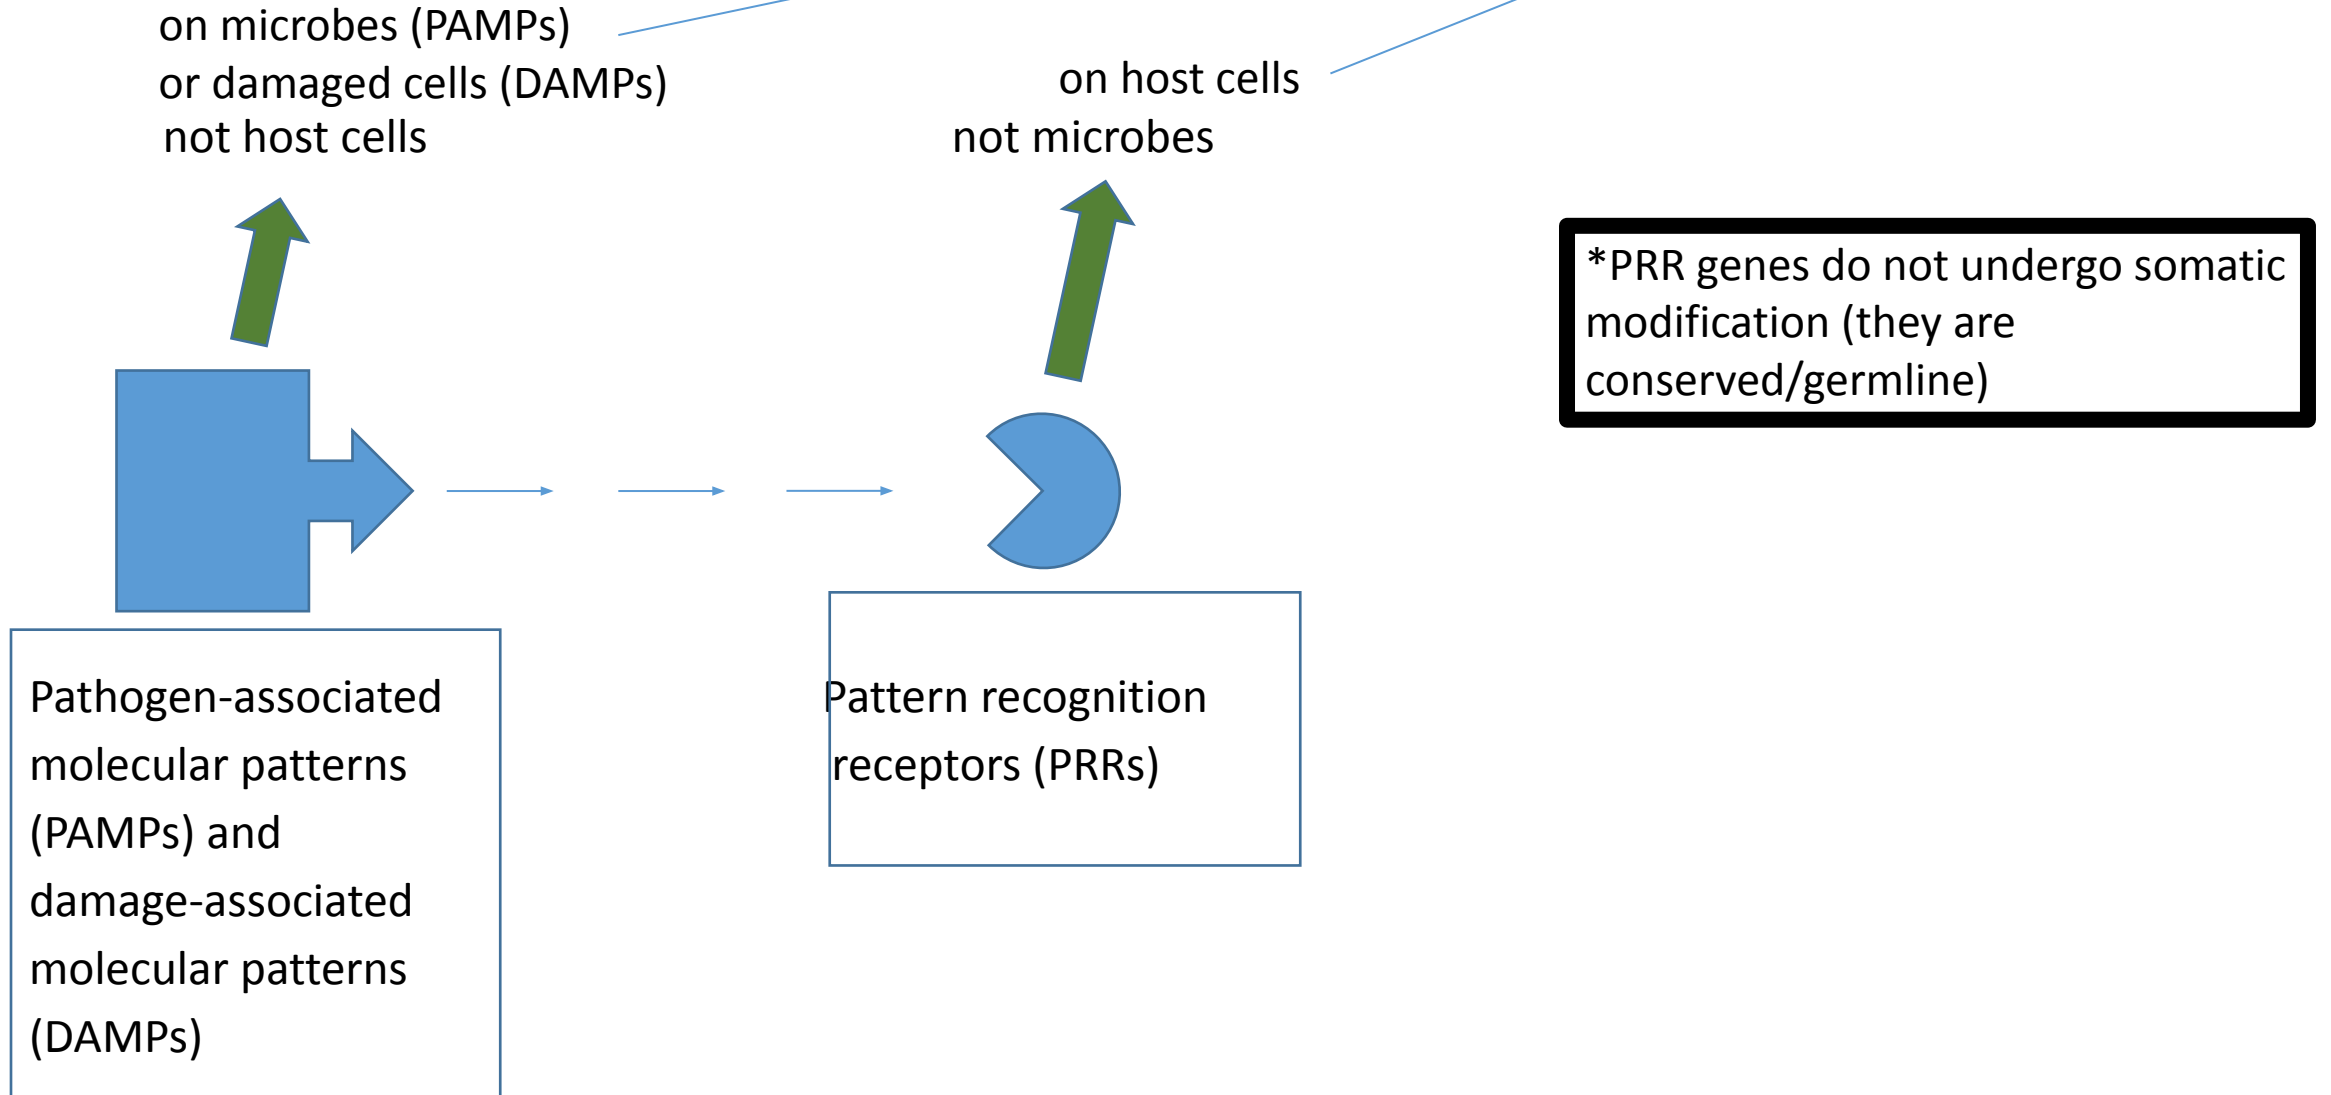 on microbes (PAMPs)
or damaged cells (DAMPs)
not host cells
on host cells
not microbes
*PRR genes do not undergo somatic
modification (they are
conserved/germline)
Pathogen-associated
molecular patterns
(PAMPs) and
damage-associated
molecular patterns
(DAMPs)
Pattern recognition
receptors (PRRs)